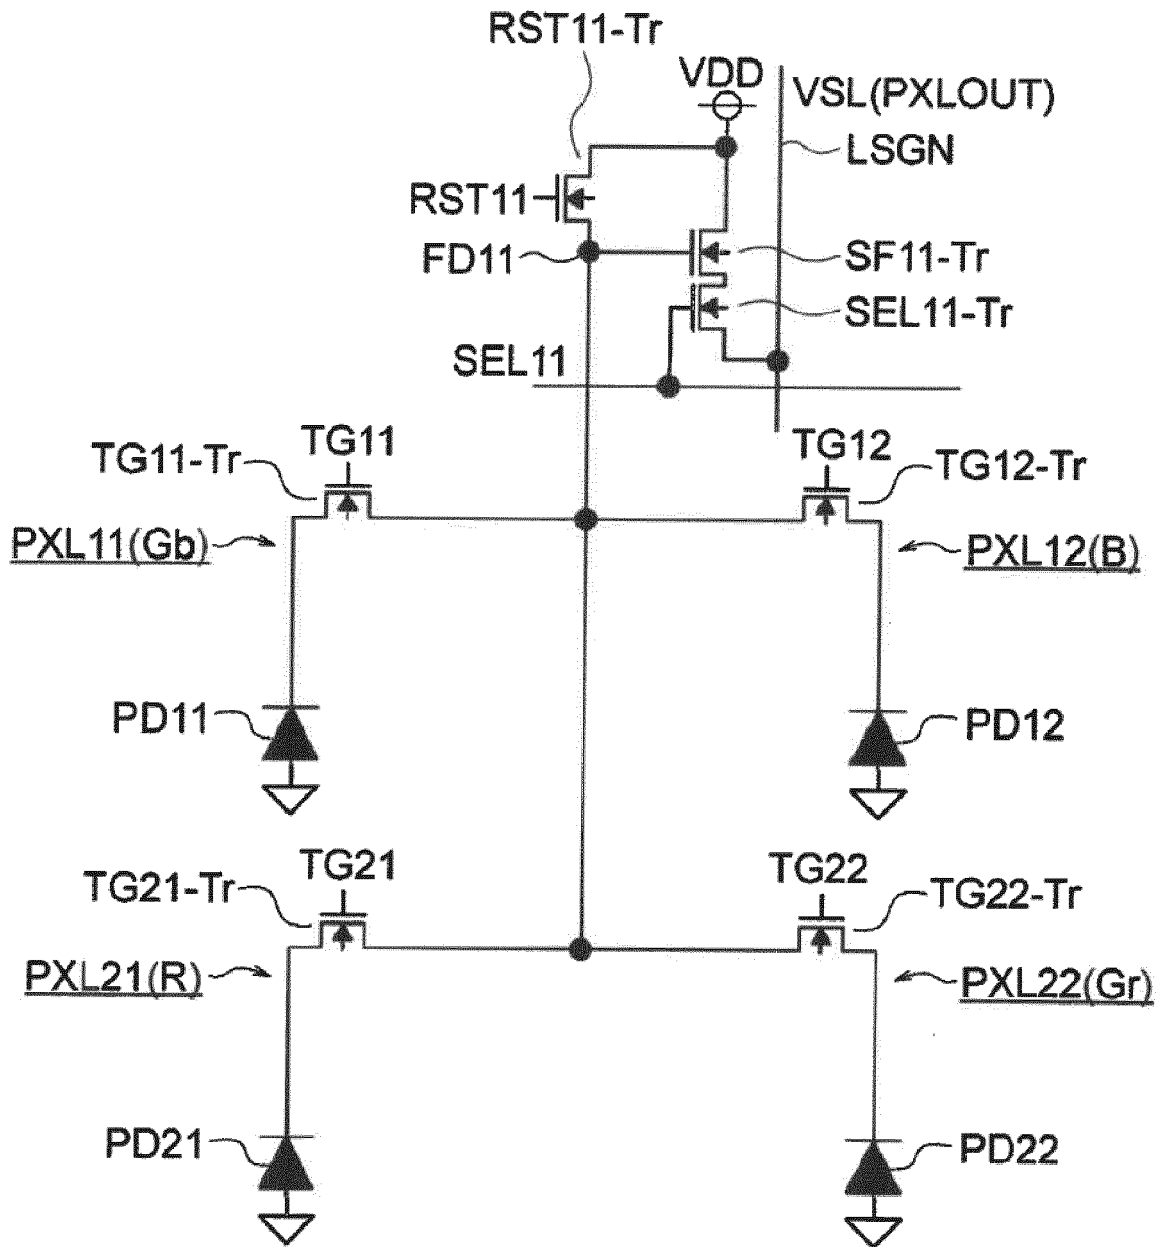 RST11-Tr
VDD
VSL(PXLOUT)
LSGN
RST11
FD11
SF11-Tr
SEL11-Tr
SEL11
TG11
TG12
TG11-Tr
TG12-Tr
PXL11(Gb)
PXL12(B)
PD11
PD12
TG21
TG22
TG21-Tr
TG22-Tr
PXL21(R)
PXL22(Gr)
PD21
PD22